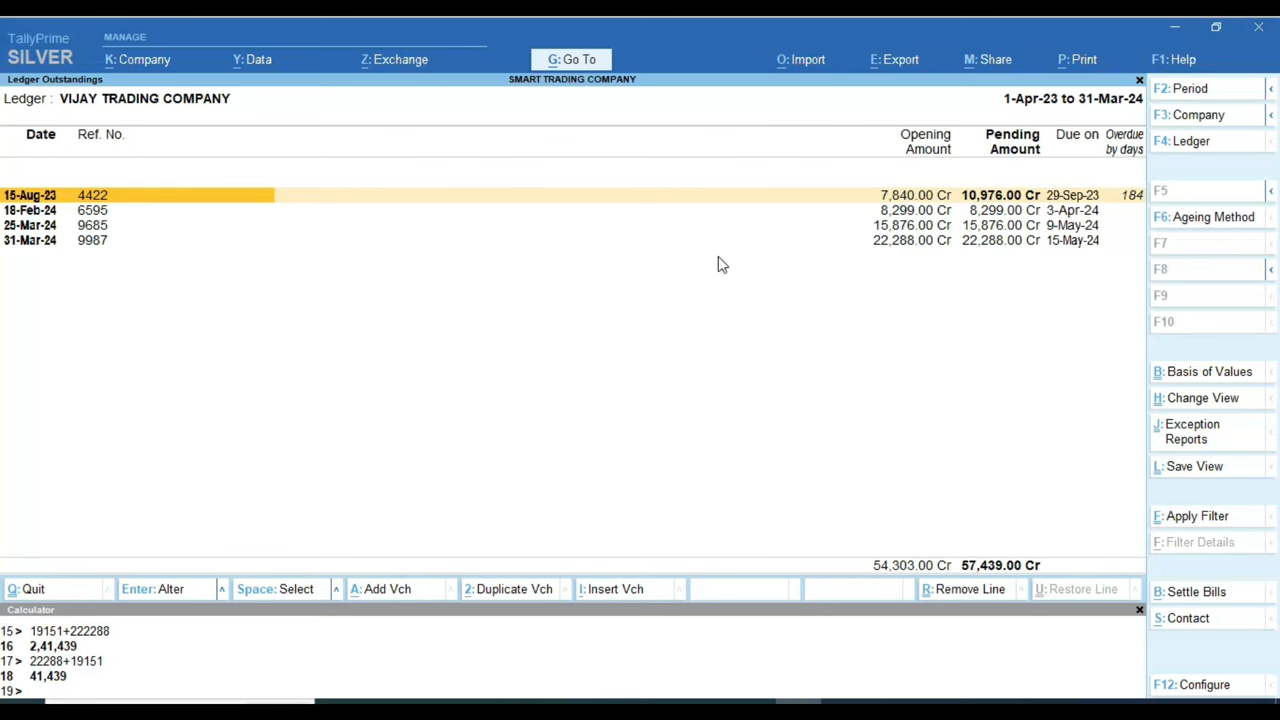 TallyPrime
SILVER
MANAGE
K: Company
Y: Data
Z: Exchange
G: Go To
O: Import
E: Export
M: Share
P: Print
F1: Help
Ledger Outstandings
SMART TRADING COMPANY
Ledger : VIJAY TRADING COMPANY
1-Apr-23 to 31-Mar-24
Date Ref. No. Opening Amount Pending Amount Due on Overdue by days
15-Aug-23 4422 7,840.00 Cr 10,976.00 Cr 29-Sep-23 184
18-Feb-24 6595 8,299.00 Cr 8,299.00 Cr 3-Apr-24
25-Mar-24 9685 15,876.00 Cr 15,876.00 Cr 9-May-24
31-Mar-24 9987 22,288.00 Cr 22,288.00 Cr 15-May-24
54,303.00 Cr 57,439.00 Cr
Q: Quit
Enter: Alter
Space: Select
A: Add Vch
2: Duplicate Vch
I: Insert Vch
R: Remove Line
U: Restore Line
Calculator
15> 19151+222288
16 2,41,439
17> 22288+19151
18 41,439
19>
F2: Period
F3: Company
F4: Ledger
F5
F6: Ageing Method
F7
F8
F9
F10
B: Basis of Values
H: Change View
J: Exception
Reports
L: Save View
F: Apply Filter
F: Filter Details
B: Settle Bills
S: Contact
F12: Configure